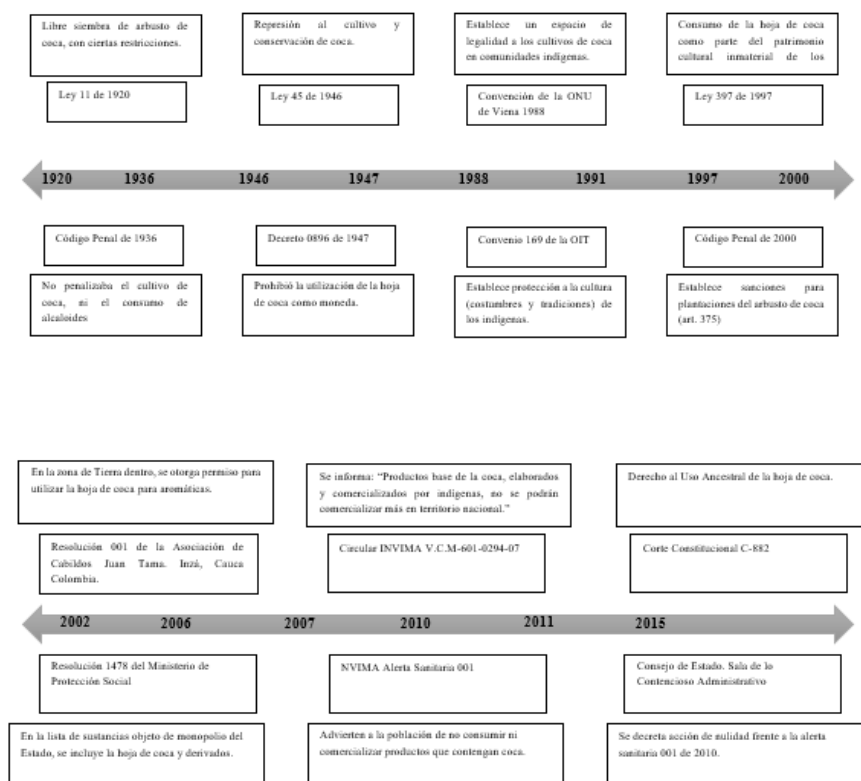 Libre siembra de arbusto de
coca, con ciertas restricciones.
Represión al cultivo y
conservación de coca.
Establece un espacio de
legalidad a los cultivos de coca
en comunidades indígenas.
Consumo de la hoja de coca
como parte del patrimonio
cultural inmaterial de los
Ley 11 de 1920
Ley 45 de 1946
Convención de la ONU
de Viena 1988
Ley 397 de 1997
1920 1936 1946 1947 1988 1991 1997 2000
Código Penal de 1936
Decreto 0896 de 1947
Convenio 169 de la OIT
Código Penal de 2000
No penalizaba el cultivo de
coca, ni el consumo de
alcaloides
Prohibió la utilización de la hoja
de coca como moneda.
Establece protección a la cultura
(costumbres y tradiciones) de
los indígenas.
Establece sanciones para
plantaciones del arbusto de coca
(art. 375)
En la zona de Tierra dentro, se otorga permiso para
utilizar la hoja de coca para aromáticas.
Se informa: “Productos base de la coca, elaborados
y comercializados por indígenas, no se podrán
comercializar más en territorio nacional.”
Derecho al Uso Ancestral de la hoja de coca.
Resolución 001 de la Asociación de
Cabildos Juan Tama. Inzá, Cauca
Colombia.
Circular INVIMA V.C.M-601-0294-07
Corte Constitucional C-882
2002 2006 2007 2010 2011 2015
Resolución 1478 del Ministerio de
Protección Social
NVIMA Alerta Sanitaria 001
Consejo de Estado. Sala de lo
Contencioso Administrativo
En la lista de sustancias objeto de monopolio del
Estado, se incluye la hoja de coca y derivados.
Advierten a la población de no consumir ni
comercializar productos que contengan coca.
Se decreta acción de nulidad frente a la alerta
sanitaria 001 de 2010.